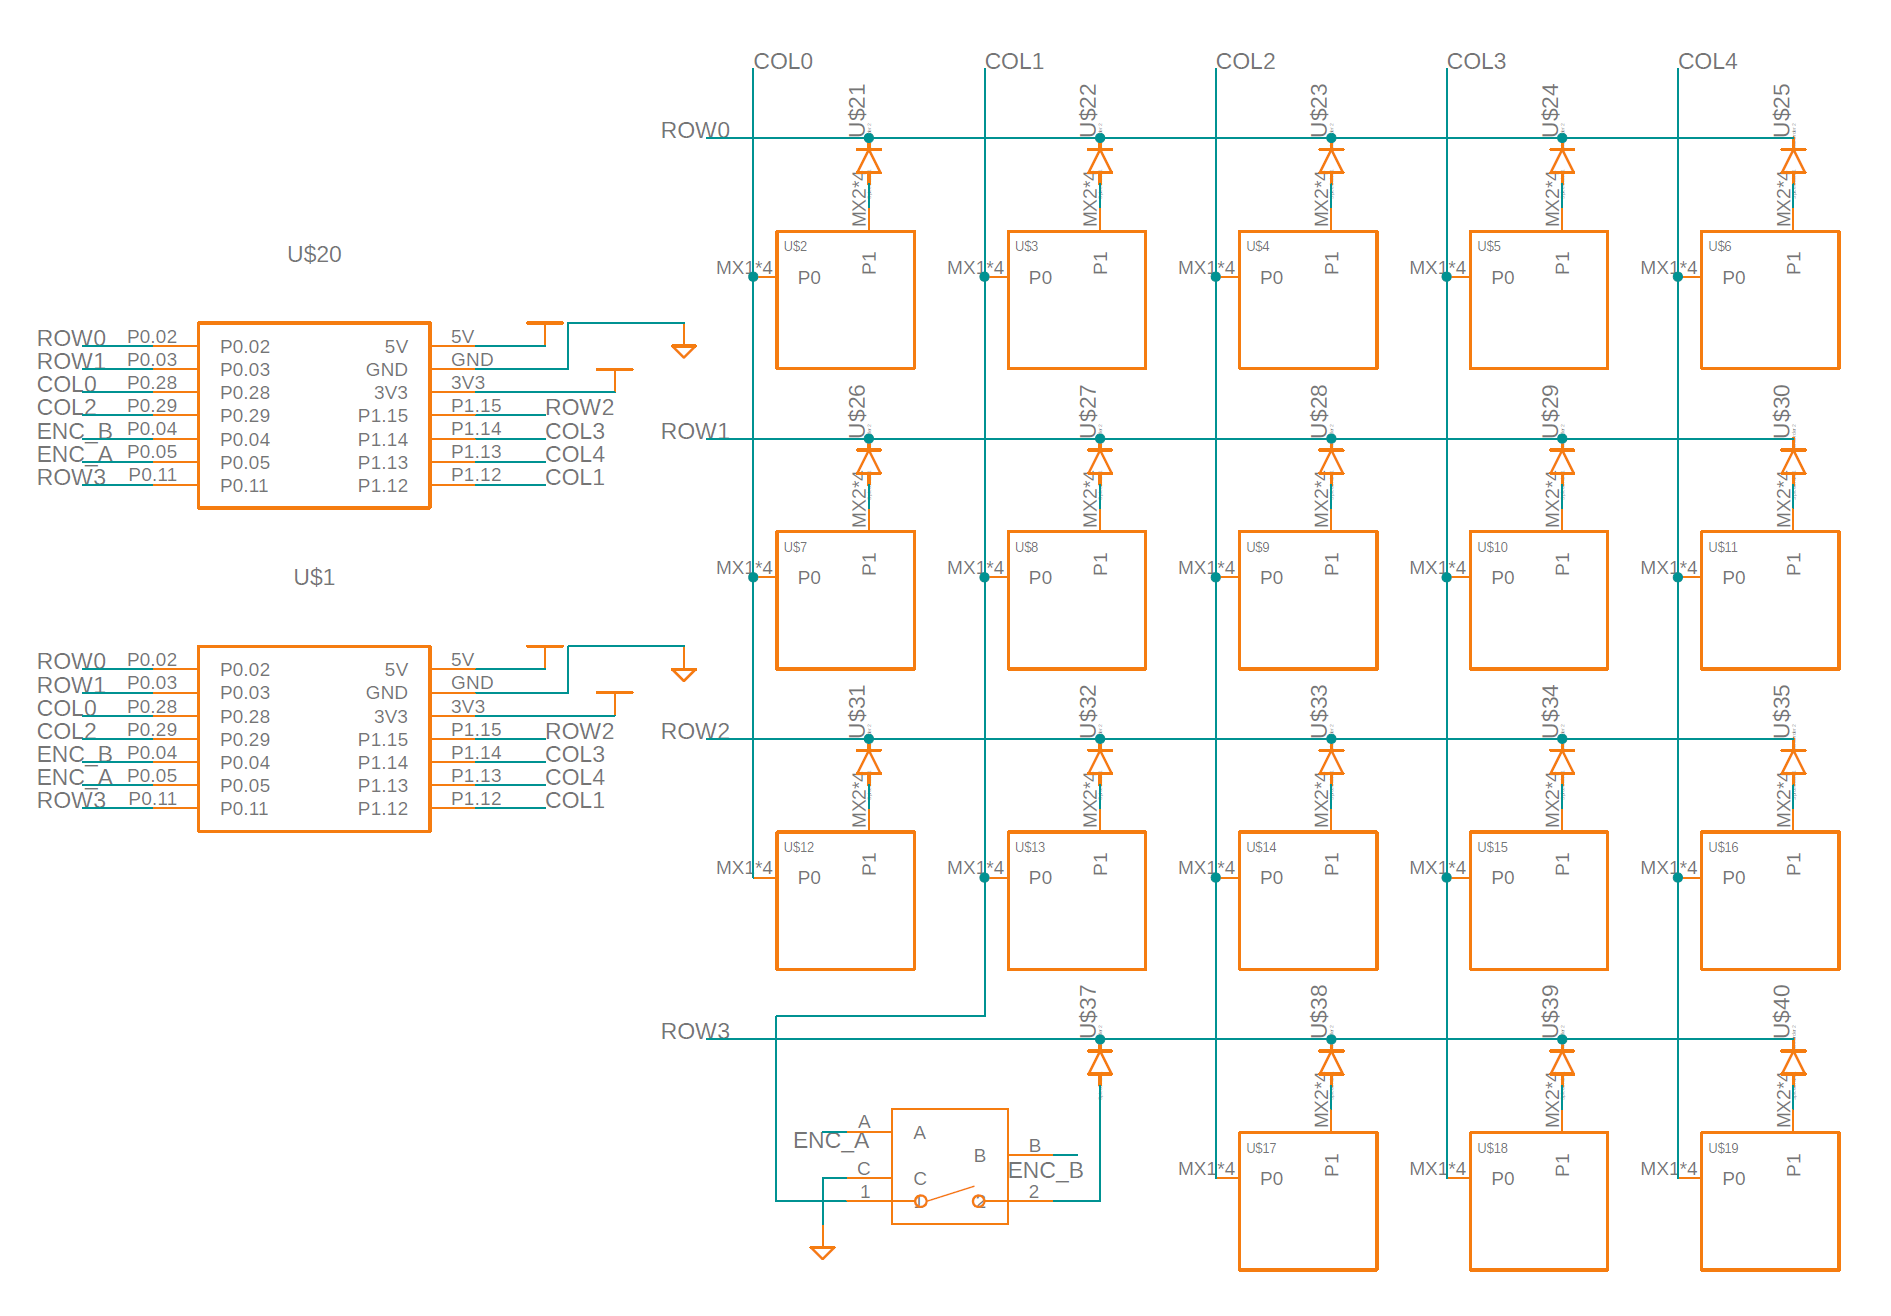 COL0 COL1 COL2 COL3 COL4
U$21 U$22 U$23 U$24 U$25
ROW0
MX2*4 MX2*4 MX2*4 MX2*4 MX2*4
U$2 P1 U$3 P1 U$4 P1 U$5 P1 U$6 P1
MX1*4 P0 MX1*4 P0 MX1*4 P0 MX1*4 P0 MX1*4 P0
U$20
ROW0 P0.02 P0.02 5V 5V
ROW1 P0.03 P0.03 GND GND
COL0 P0.28 P0.28 3V3 3V3
COL2 P0.29 P0.29 P1.15 P1.15 ROW2
ENC_B P0.04 P0.04 P1.14 P1.14 COL3
ENC_A P0.05 P0.05 P1.13 P1.13 COL4
ROW3 P0.11 P0.11 P1.12 P1.12 COL1
U$26 U$27 U$28 U$29 U$30
ROW1
MX2*4 MX2*4 MX2*4 MX2*4 MX2*4
U$7 P1 U$8 P1 U$9 P1 U$10 P1 U$11 P1
MX1*4 P0 MX1*4 P0 MX1*4 P0 MX1*4 P0 MX1*4 P0
U$1
ROW0 P0.02 P0.02 5V 5V
ROW1 P0.03 P0.03 GND GND
COL0 P0.28 P0.28 3V3 3V3
COL2 P0.29 P0.29 P1.15 P1.15 ROW2
ENC_B P0.04 P0.04 P1.14 P1.14 COL3
ENC_A P0.05 P0.05 P1.13 P1.13 COL4
ROW3 P0.11 P0.11 P1.12 P1.12 COL1
U$31 U$32 U$33 U$34 U$35
ROW2
MX2*4 MX2*4 MX2*4 MX2*4 MX2*4
U$12 P1 U$13 P1 U$14 P1 U$15 P1 U$16 P1
MX1*4 P0 MX1*4 P0 MX1*4 P0 MX1*4 P0 MX1*4 P0
U$37 U$38 U$39 U$40
ROW3
MX2*4 MX2*4 MX2*4
U$17 P1 U$18 P1 U$19 P1
MX1*4 P0 MX1*4 P0 MX1*4 P0
A A
ENC_A
B B
ENC_B
C C
1 1 2 2